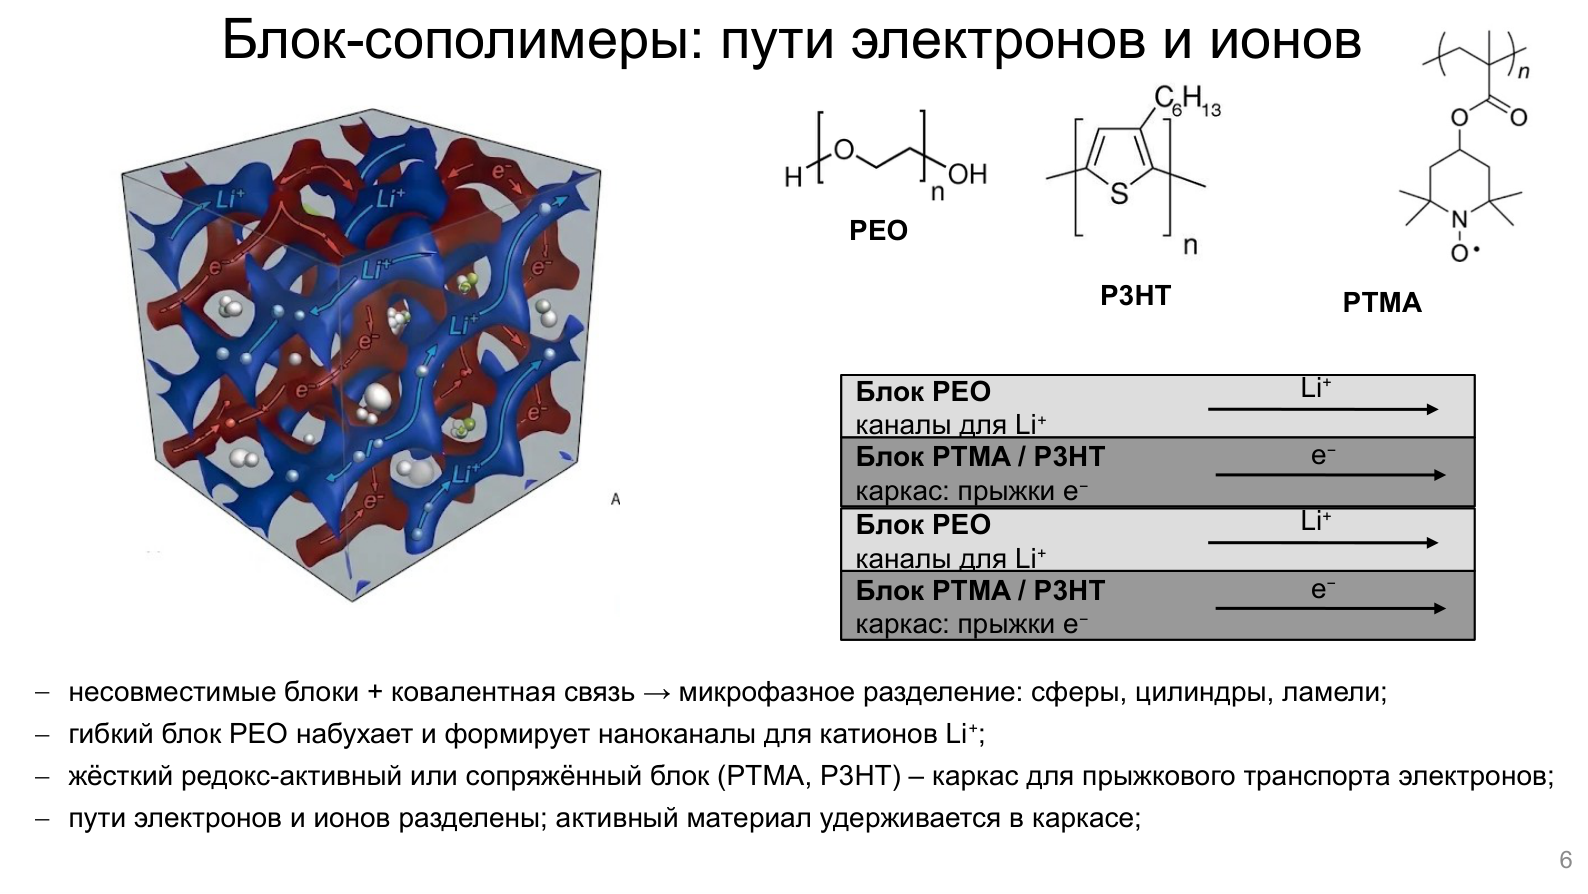 Блок-сополимеры: пути электронов и ионов
Li⁺
Li⁺
e⁻
e⁻
Li⁺
e⁻
Li⁺
e⁻
e⁻
e⁻
Li⁺
Li⁺
e⁻
A
H
O
n
OH
PEO
C₆H₁₃
S
n
P3HT
n
O
O
N
O•
PTMA
Блок PEO
каналы для Li⁺
Li⁺
Блок PTMA / P3HT
каркас: прыжки e⁻
e⁻
Блок PEO
каналы для Li⁺
Li⁺
Блок PTMA / P3HT
каркас: прыжки e⁻
e⁻
– несовместимые блоки + ковалентная связь → микрофазное разделение: сферы, цилиндры, ламели;
– гибкий блок PEO набухает и формирует наноканалы для катионов Li⁺;
– жёсткий редокс-активный или сопряжённый блок (PTMA, P3HT) – каркас для прыжкового транспорта электронов;
– пути электронов и ионов разделены; активный материал удерживается в каркасе;
6